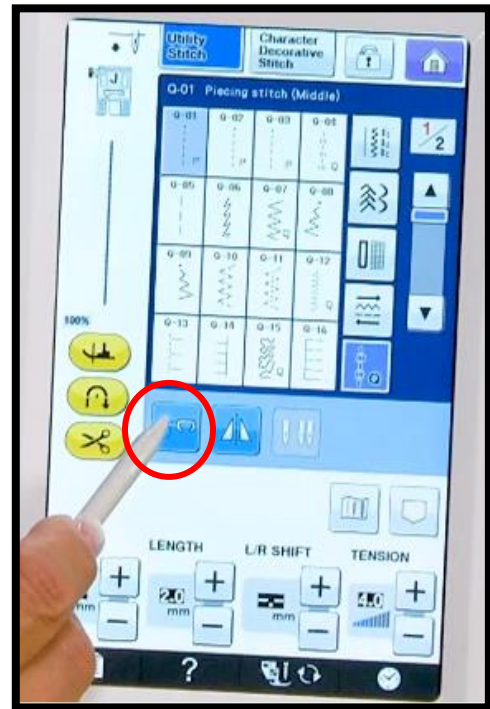 Utility
Stitch
Character
Decorative
Stitch
J
Q-01 Piecing stitch (Middle)
1/2
Q-01 Q-02 Q-03 Q-04
P P P Q
Q-05 Q-06 Q-07 Q-08
Q
Q-09 Q-10 Q-11 Q-12
Q
Q-13 Q-14 Q-15 Q-16
Q
Q
100%
LENGTH L/R SHIFT TENSION
+ 2.0 + + 4.0 +
mm − mm − mm − −
?